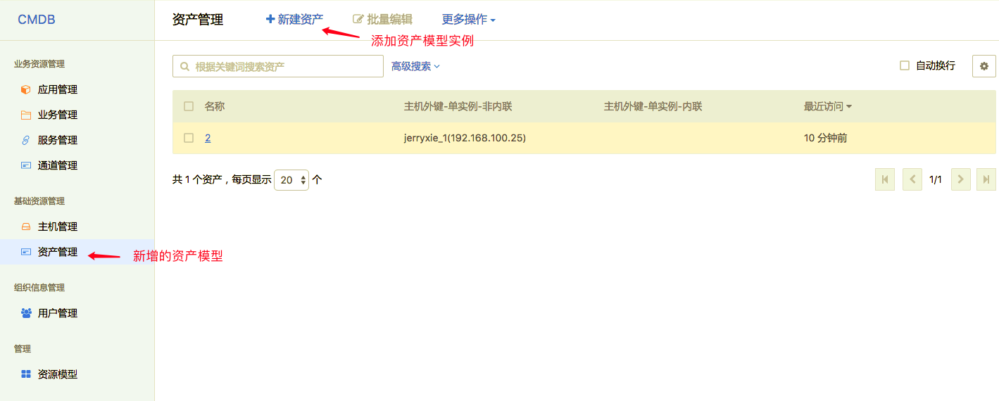 CMDB
资产管理 新建资产 批量编辑 更多操作
添加资产模型实例
业务资源管理
应用管理
业务管理
服务管理
通道管理
基础资源管理
主机管理
资产管理
新增的资产模型
组织信息管理
用户管理
管理
资源模型
根据关键词搜索资产 高级搜索 自动换行
名称 主机外键-单实例-非内联 主机外键-单实例-内联 最近访问
2 jerryxie_1(192.168.100.25) 10 分钟前
共 1 个资产，每页显示 20 个 1/1